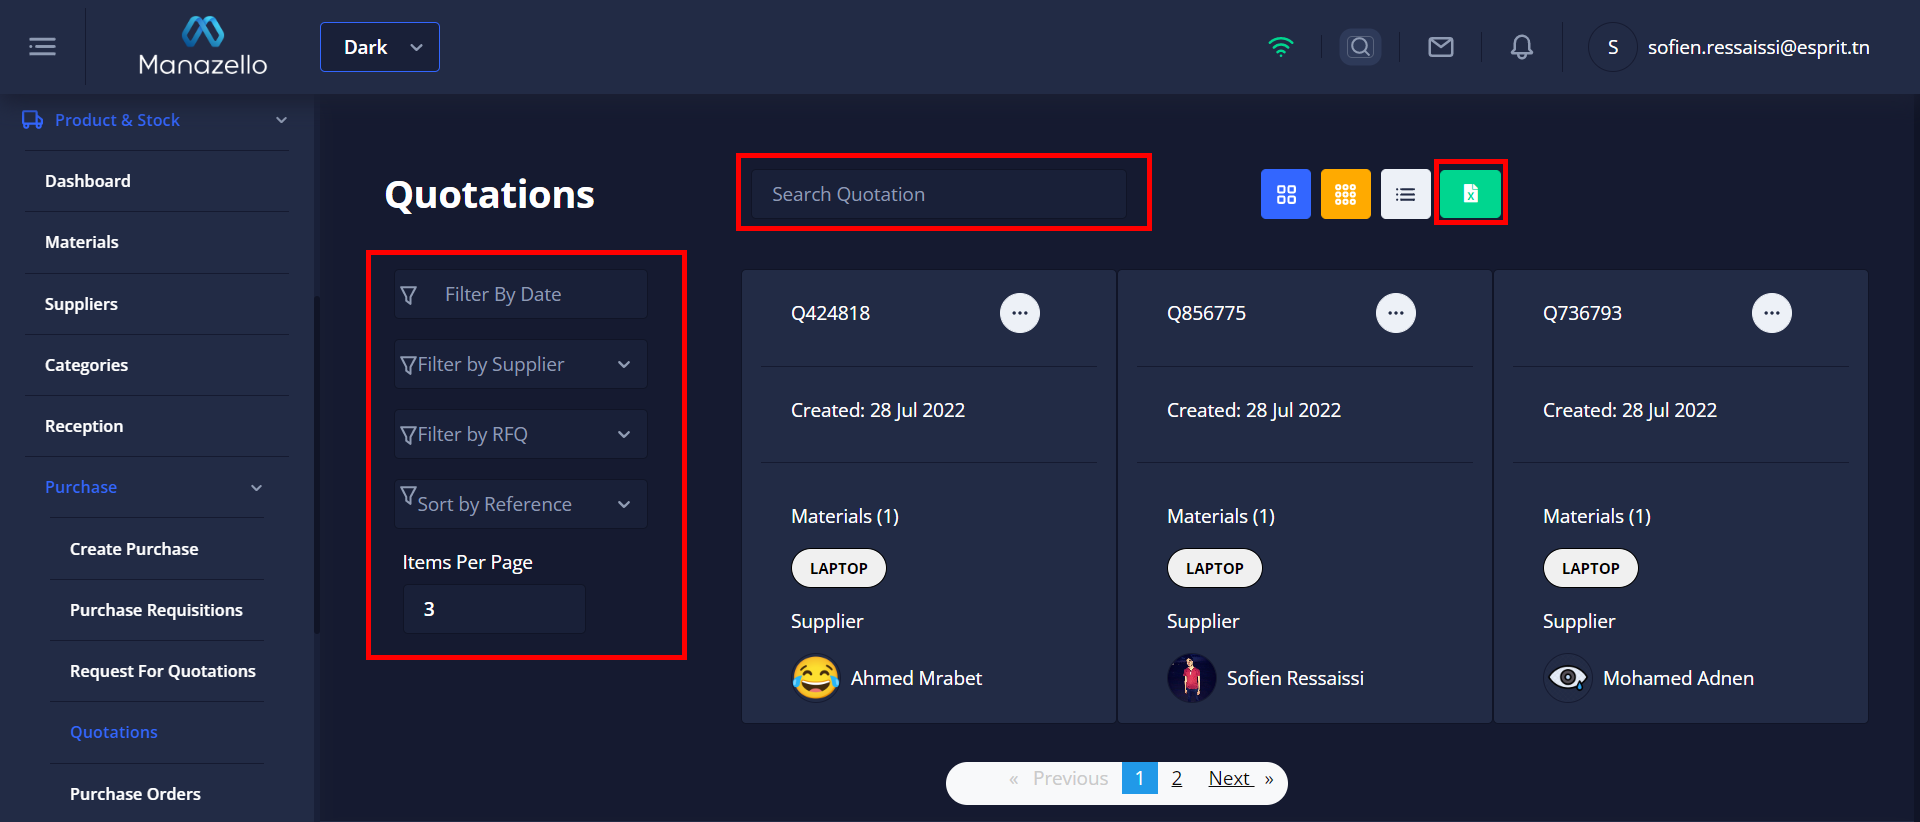 Manazello
Dark
S
sofien.ressaissi@esprit.tn
Product & Stock
Dashboard
Materials
Suppliers
Categories
Reception
Purchase
Create Purchase
Purchase Requisitions
Request For Quotations
Quotations
Purchase Orders
Quotations
Search Quotation
X
Filter By Date
Filter by Supplier
Filter by RFQ
Sort by Reference
Items Per Page
3
Q424818
Created: 28 Jul 2022
Materials (1)
LAPTOP
Supplier
Ahmed Mrabet
Q856775
Created: 28 Jul 2022
Materials (1)
LAPTOP
Supplier
Sofien Ressaissi
Q736793
Created: 28 Jul 2022
Materials (1)
LAPTOP
Supplier
Mohamed Adnen
« Previous 1 2 Next »